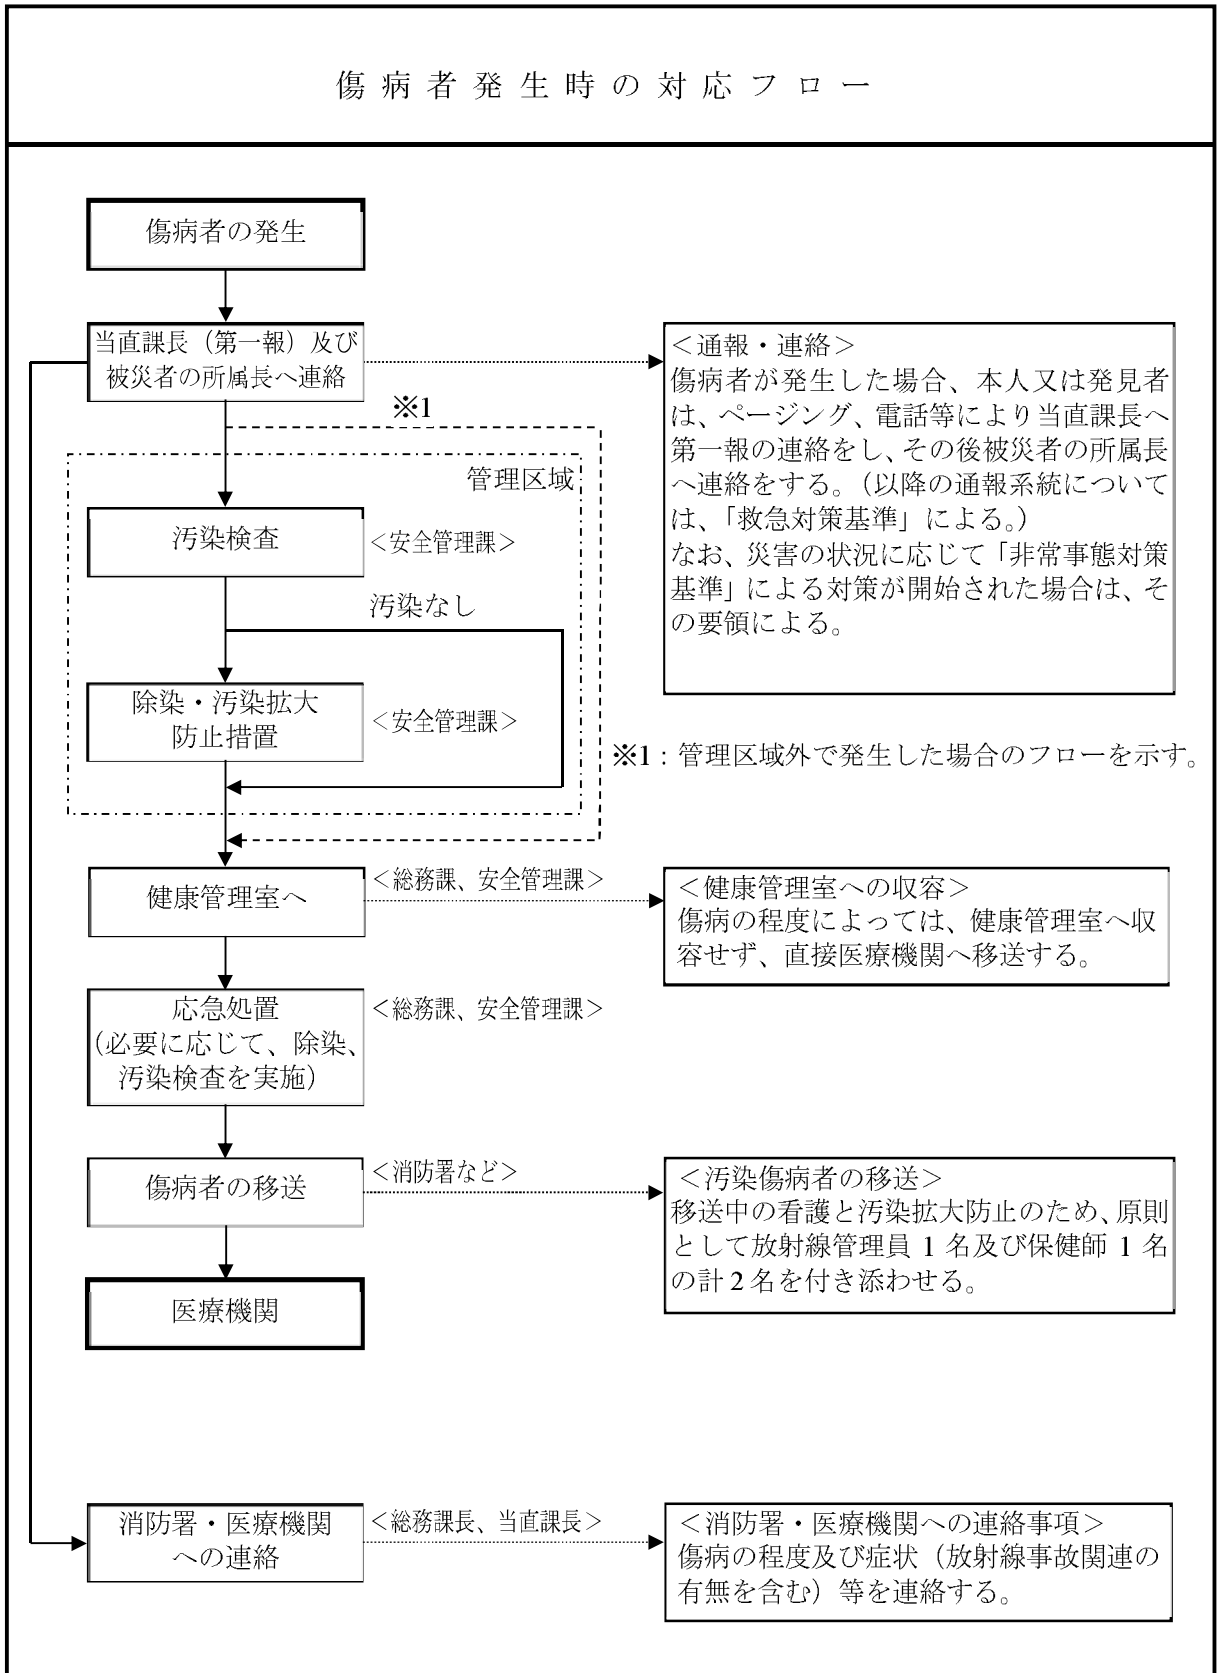 傷病者発生時の対応フロー
傷病者の発生
当直課長（第一報）及び
被災者の所属長へ連絡
＜通報・連絡＞
傷病者が発生した場合、本人又は発見者
は、ページング、電話等により当直課長へ
第一報の連絡をし、その後被災者の所属長
へ連絡をする。（以降の通報系統について
は、「救急対策基準」による。）
なお、災害の状況に応じて「非常事態対策
基準」による対策が開始された場合は、そ
の要領による。
※1
管理区域
汚染検査
＜安全管理課＞
汚染なし
除染・汚染拡大
防止措置
＜安全管理課＞
※1：管理区域外で発生した場合のフローを示す。
健康管理室へ
＜総務課、安全管理課＞
＜健康管理室への収容＞
傷病の程度によっては、健康管理室へ収
容せず、直接医療機関へ移送する。
応急処置
（必要に応じて、除染、
汚染検査を実施）
＜総務課、安全管理課＞
傷病者の移送
＜消防署など＞
＜汚染傷病者の移送＞
移送中の看護と汚染拡大防止のため、原則
として放射線管理員 1 名及び保健師 1 名
の計 2 名を付き添わせる。
医療機関
消防署・医療機関
への連絡
＜総務課長、当直課長＞
＜消防署・医療機関への連絡事項＞
傷病の程度及び症状（放射線事故関連の
有無を含む）等を連絡する。